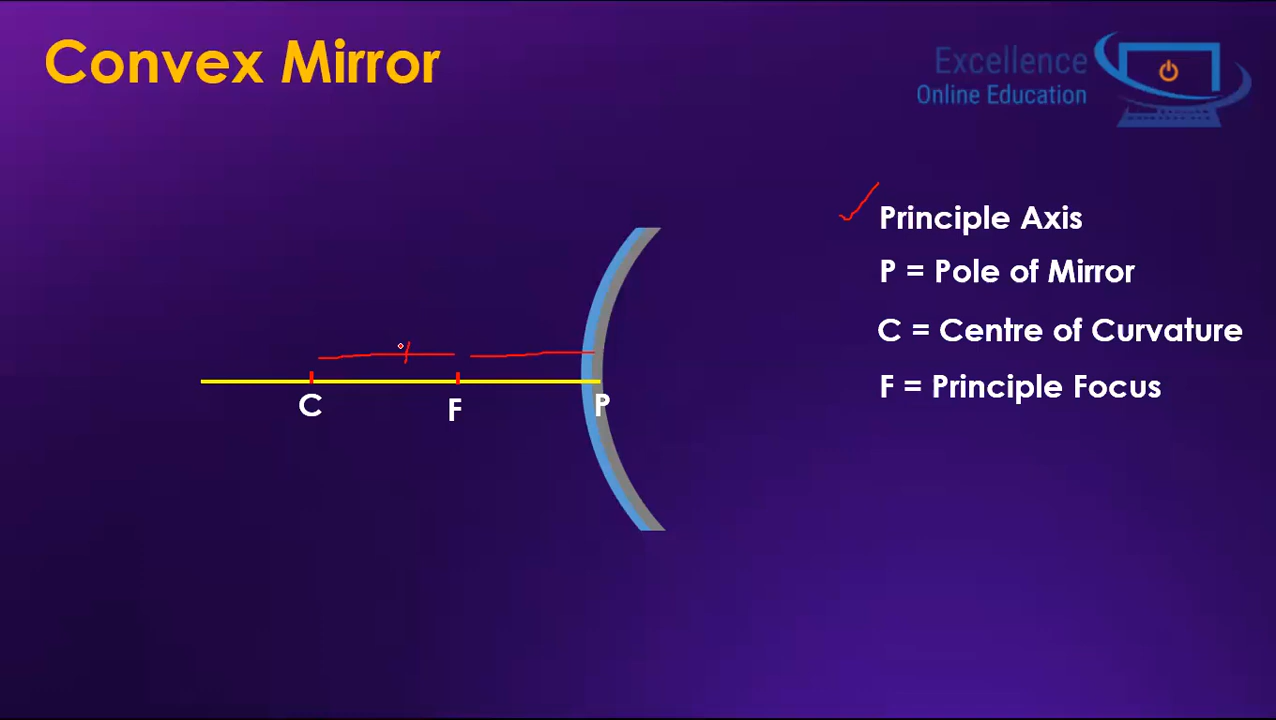 Convex Mirror
Excellence
Online Education
Principle Axis
P = Pole of Mirror
C = Centre of Curvature
F = Principle Focus
C
F
P